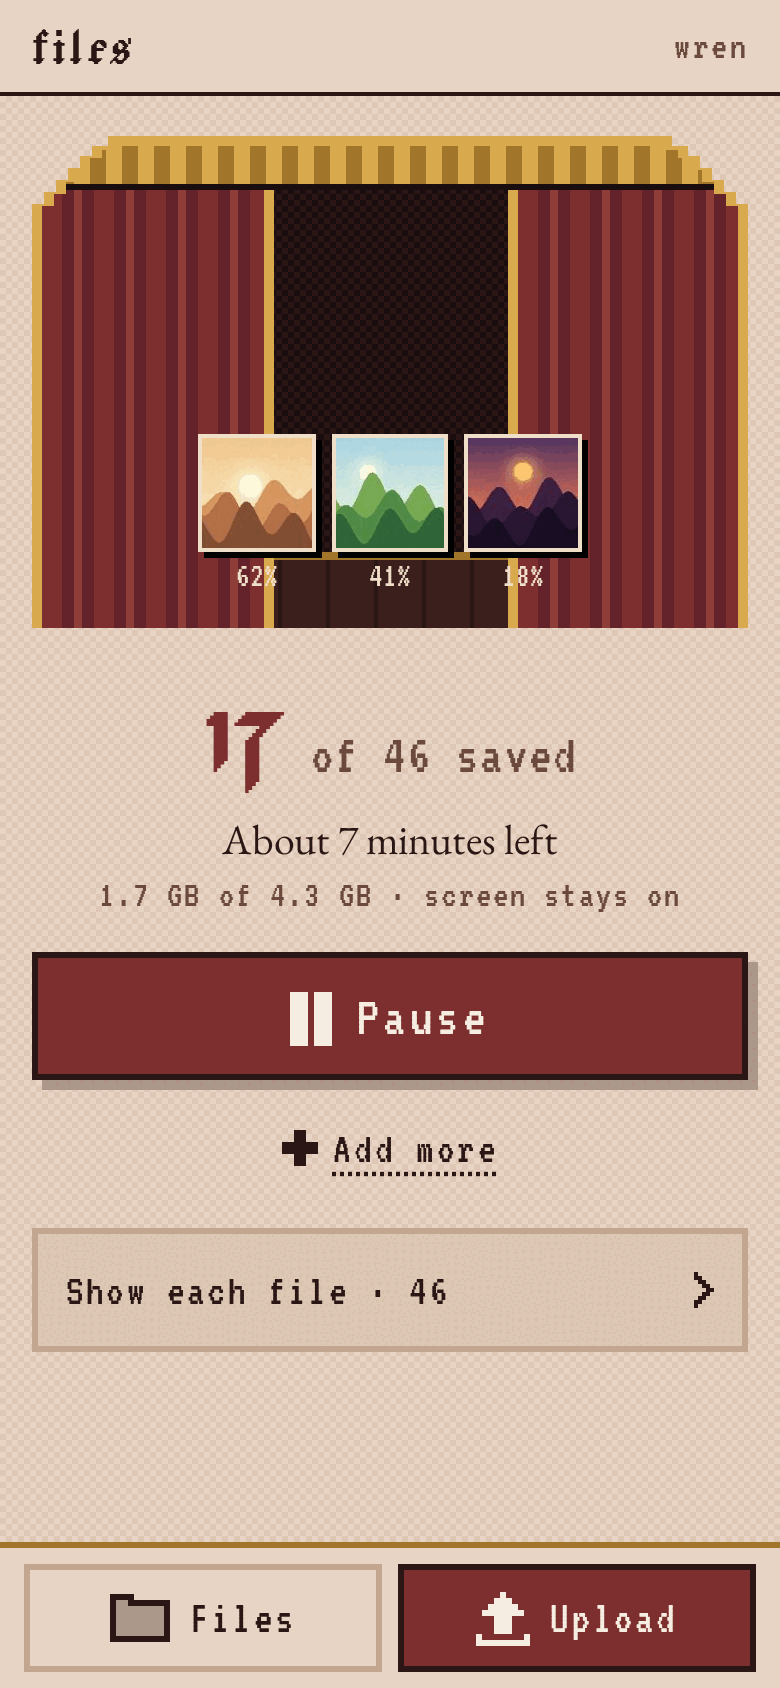 files
wren
62% 41% 18%
17 of 46 saved
About 7 minutes left
1.7 GB of 4.3 GB · screen stays on
Pause
Add more
Show each file · 46
Files
Upload